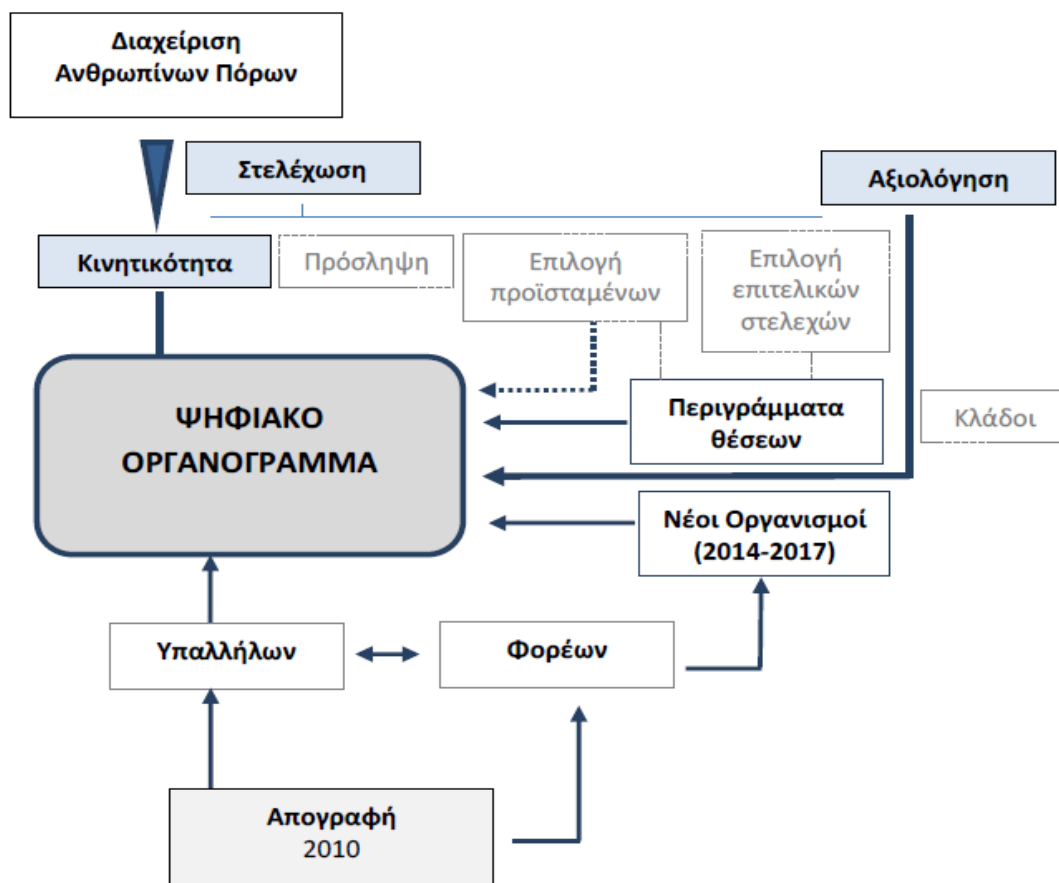 Διαχείριση
Ανθρωπίνων Πόρων
Στελέχωση
Αξιολόγηση
Κινητικότητα
Πρόσληψη
Επιλογή
προϊσταμένων
Επιλογή
επιτελικών
στελεχών
ΨΗΦΙΑΚΟ
ΟΡΓΑΝΟΓΡΑΜΜΑ
Περιγράμματα
θέσεων
Κλάδοι
Νέοι Οργανισμοί
(2014-2017)
Υπαλλήλων
Φορέων
Απογραφή
2010